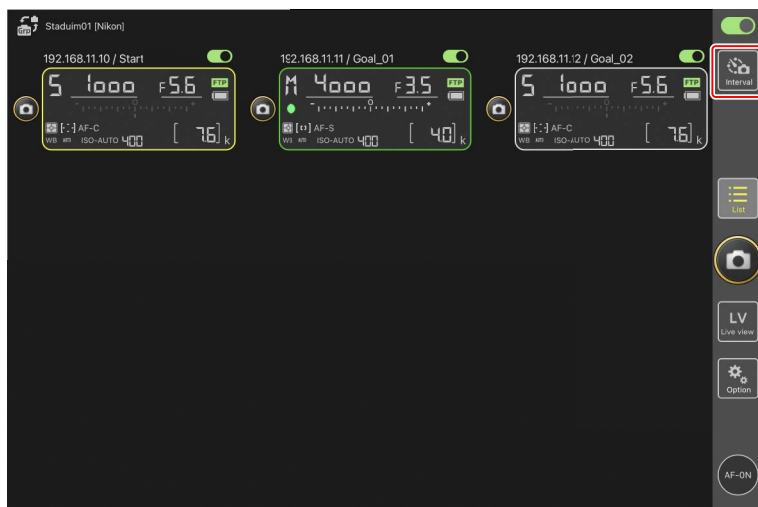 Grp Staduim01 [Nikon]
192.168.11.10 / Start
S 1000 F5.6 FTP
AF-C
WB ISO-AUTO 400 [ 7.6] k
192.168.11.11 / Goal_01
M 4000 F3.5 FTP
AF-S
WB ISO-AUTO 400 [ 4.0] k
192.168.11.12 / Goal_02
S 1000 F5.6 FTP
AF-C
WB ISO-AUTO 400 [ 7.6] k
Interval
List
LV
Live view
Option
AF-ON